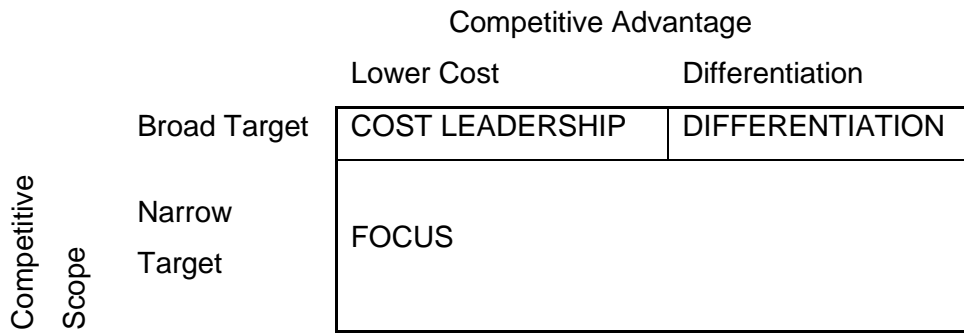 Competitive Advantage
Lower Cost Differentiation
Broad Target COST LEADERSHIP DIFFERENTIATION
Narrow
Target
FOCUS
Competitive
Scope